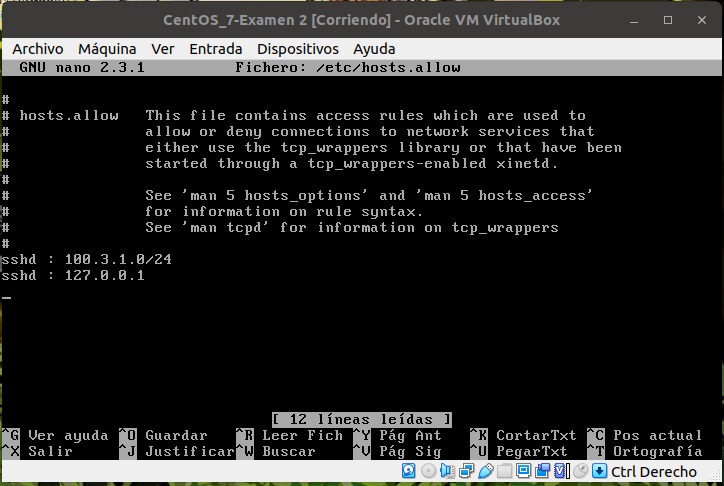 CentOS_7-Examen 2 [Corriendo] - Oracle VM VirtualBox
Archivo Máquina Ver Entrada Dispositivos Ayuda
GNU nano 2.3.1 Fichero: /etc/hosts.allow
#
# hosts.allow This file contains access rules which are used to
# allow or deny connections to network services that
# either use the tcp_wrappers library or that have been
# started through a tcp_wrappers-enabled xinetd.
#
# See 'man 5 hosts_options' and 'man 5 hosts_access'
# for information on rule syntax.
# See 'man tcpd' for information on tcp_wrappers
#
sshd : 100.3.1.0/24
sshd : 127.0.0.1
[ 12 líneas leídas ]
^G Ver ayuda ^O Guardar ^R Leer Fich ^Y Pág Ant ^K CortarTxt ^C Pos actual
^X Salir ^J Justificar ^W Buscar ^V Pág Sig ^U PegarTxt ^T Ortografía
Ctrl Derecho